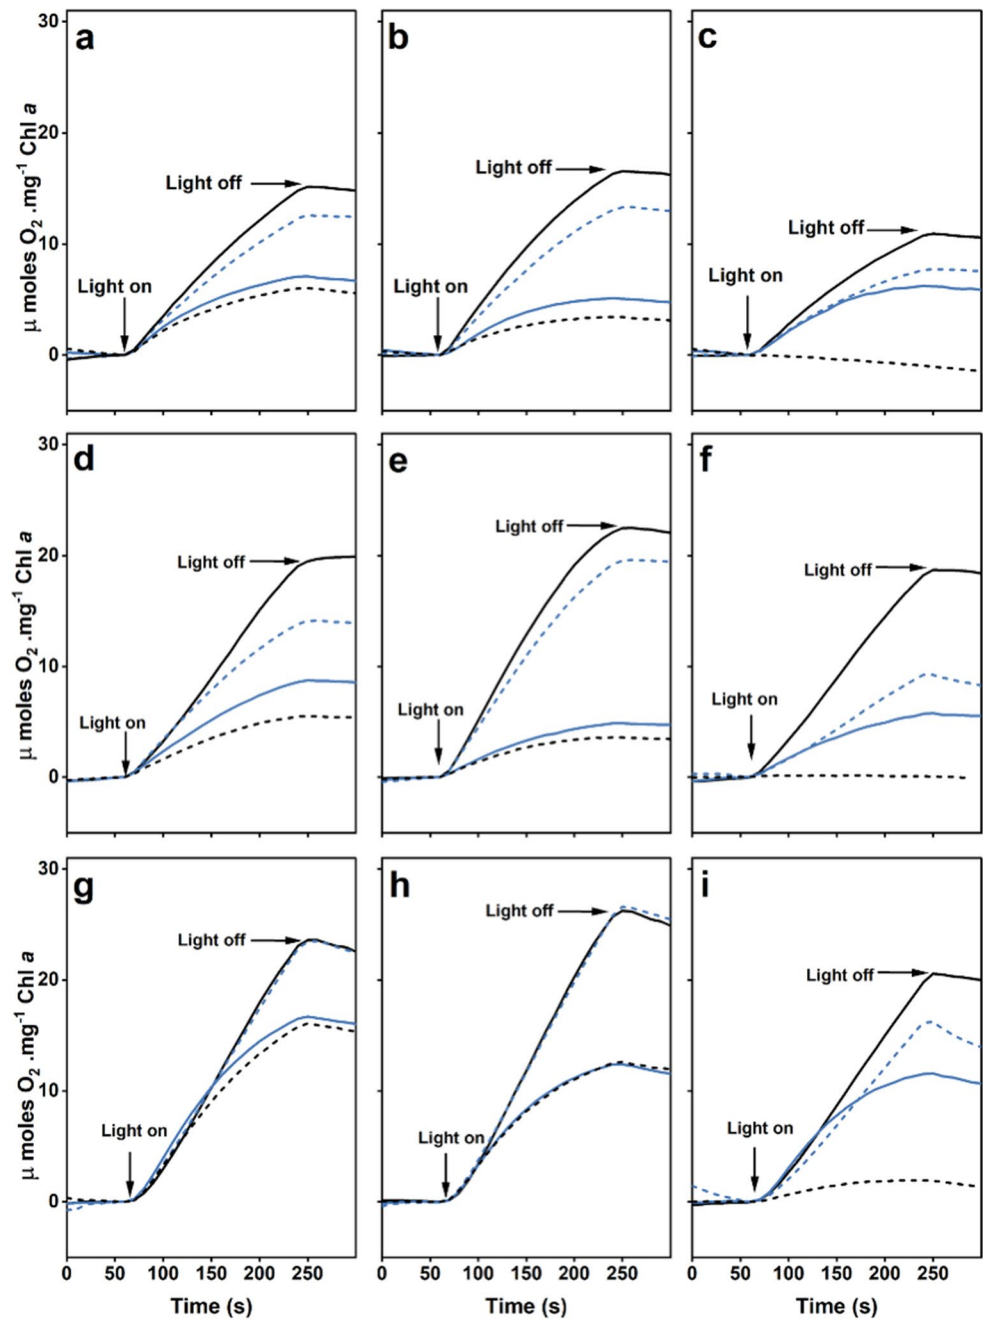 a
b
c
30
20
10
0
μ moles O₂ .mg⁻¹ Chl a
Light off
Light on
Light off
Light on
Light off
Light on
d
e
f
30
20
10
0
μ moles O₂ .mg⁻¹ Chl a
Light off
Light on
Light off
Light on
Light off
Light on
g
h
i
30
20
10
0
μ moles O₂ .mg⁻¹ Chl a
Light off
Light on
Light off
Light on
Light off
Light on
0 50 100 150 200 250
0 50 100 150 200 250
0 50 100 150 200 250
Time (s)
Time (s)
Time (s)